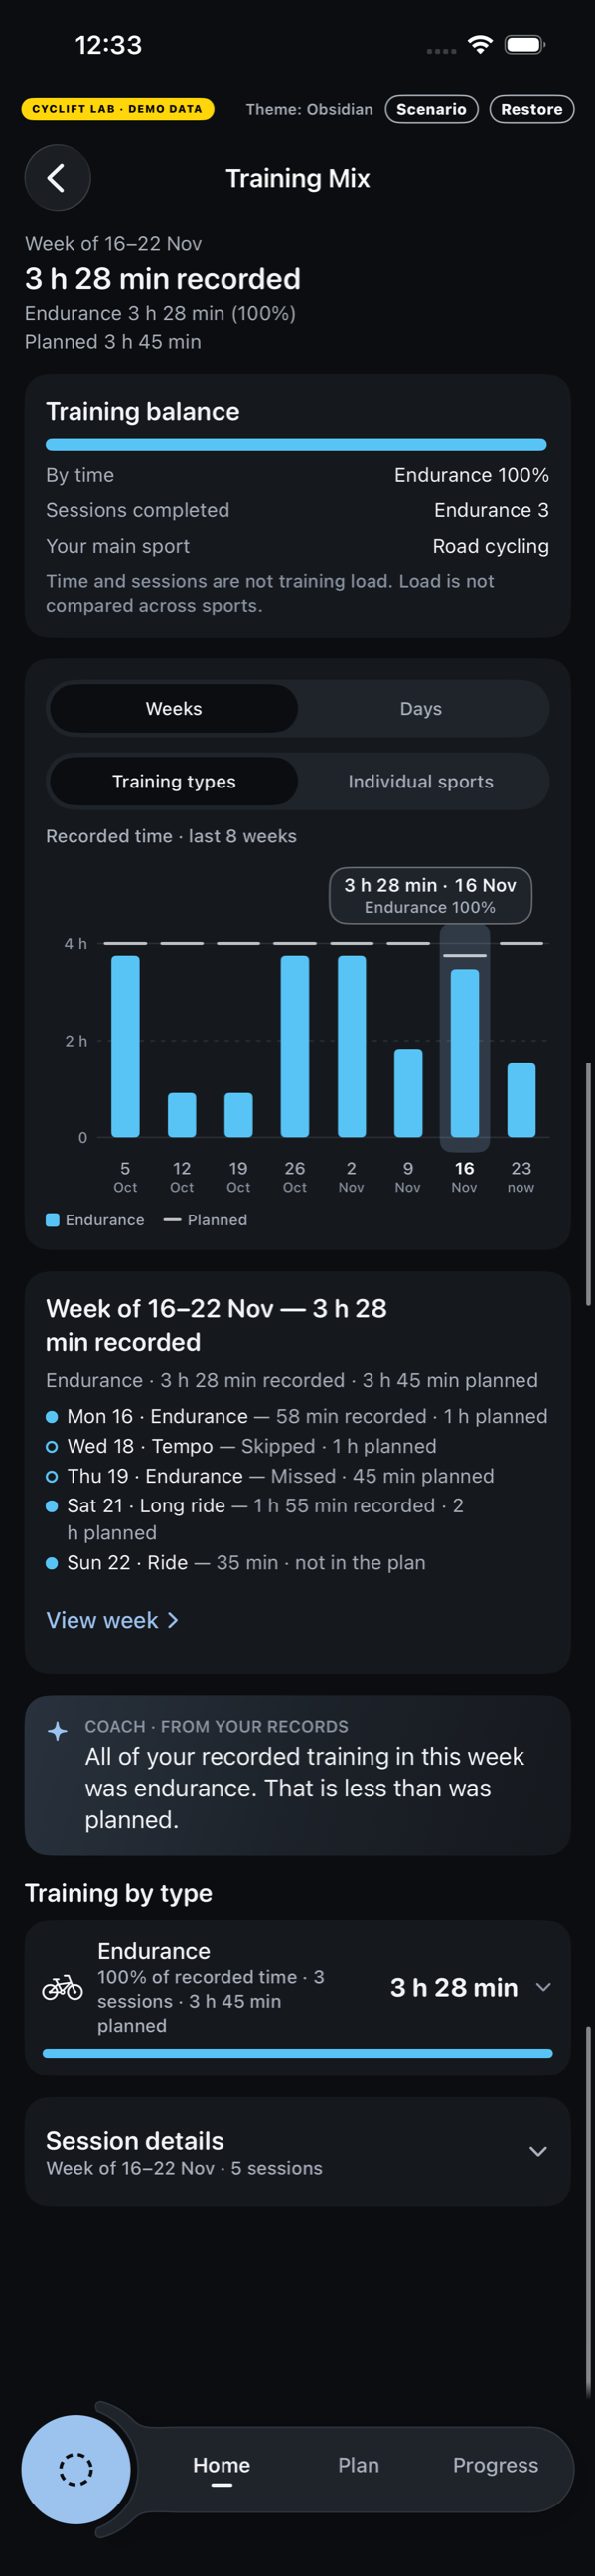 12:33
CYCLIFT LAB · DEMO DATA
Theme: Obsidian
Scenario
Restore
Training Mix
Week of 16–22 Nov
3 h 28 min recorded
Endurance 3 h 28 min (100%)
Planned 3 h 45 min
Training balance
By time Endurance 100%
Sessions completed Endurance 3
Your main sport Road cycling
Time and sessions are not training load. Load is not
compared across sports.
Weeks Days
Training types Individual sports
Recorded time · last 8 weeks
3 h 28 min · 16 Nov
Endurance 100%
4 h
2 h
0
5 12 19 26 2 9 16 23
Oct Oct Oct Oct Nov Nov Nov now
Endurance Planned
Week of 16–22 Nov — 3 h 28
min recorded
Endurance · 3 h 28 min recorded · 3 h 45 min planned
Mon 16 · Endurance — 58 min recorded · 1 h planned
Wed 18 · Tempo — Skipped · 1 h planned
Thu 19 · Endurance — Missed · 45 min planned
Sat 21 · Long ride — 1 h 55 min recorded · 2
h planned
Sun 22 · Ride — 35 min · not in the plan
View week
COACH · FROM YOUR RECORDS
All of your recorded training in this week
was endurance. That is less than was
planned.
Training by type
Endurance
100% of recorded time · 3
sessions · 3 h 45 min
planned
3 h 28 min
Session details
Week of 16–22 Nov · 5 sessions
Home Plan Progress